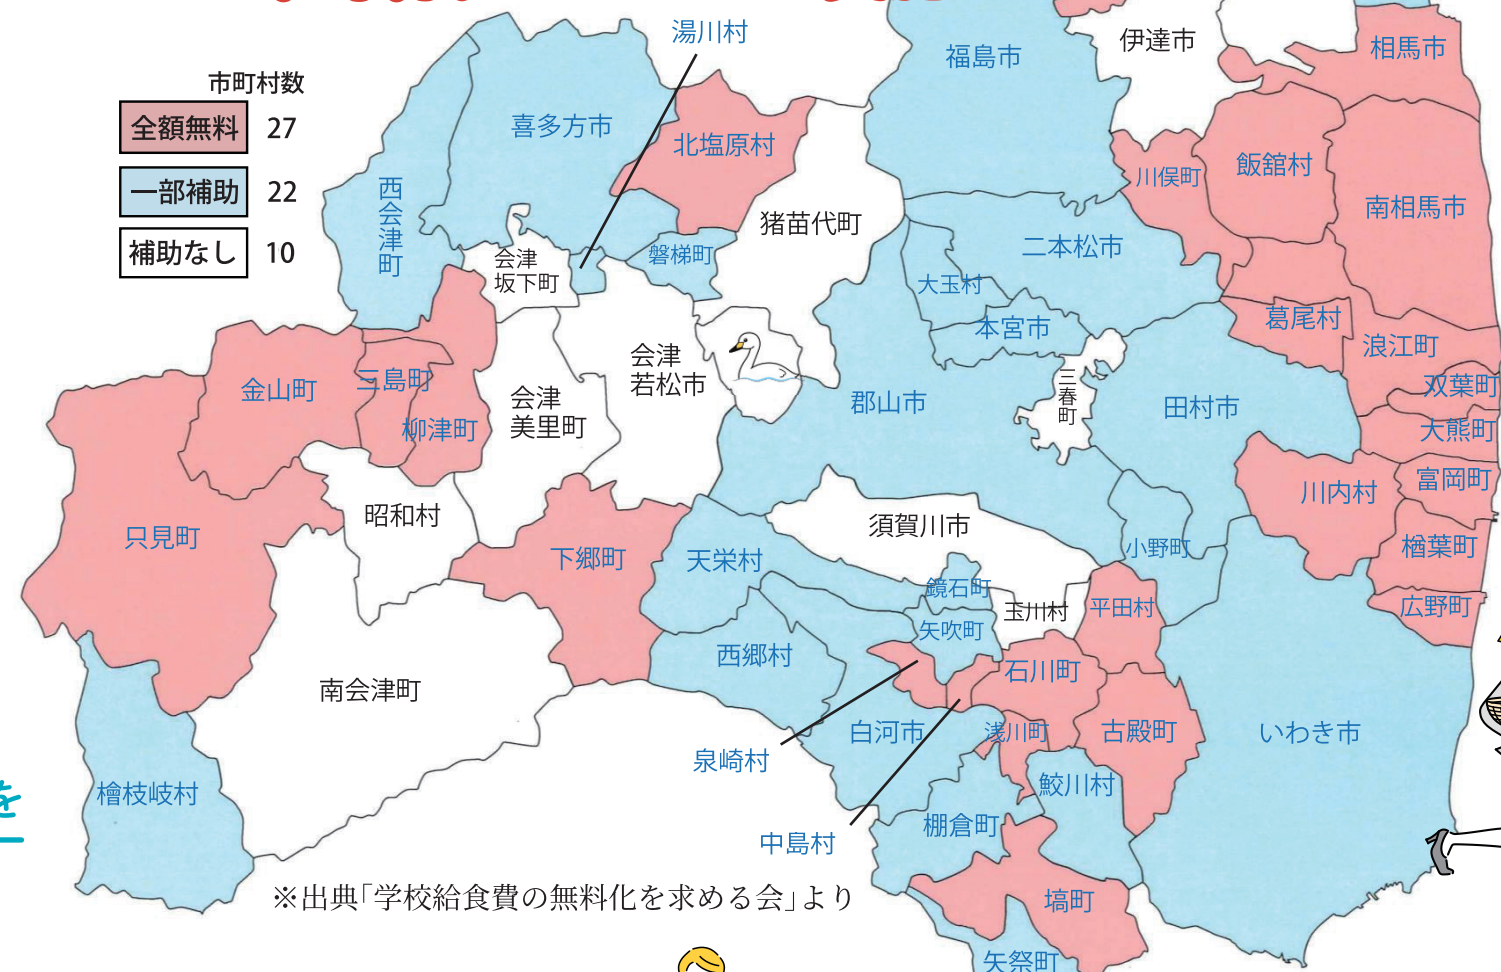 湯川村
伊達市
福島市
相馬市
市町村数
全額無料 27
一部補助 22
補助なし 10
喜多方市
北塩原村
西会津町
川俣町
飯舘村
南相馬市
猪苗代町
二本松市
会津
坂下町
磐梯町
大玉村
本宮市
葛尾村
浪江町
会津
若松市
金山町
三島町
柳津町
会津
美里町
郡山市
三春町
田村市
双葉町
大熊町
富岡町
川内村
只見町
昭和村
下郷町
天栄村
須賀川市
小野町
楢葉町
鏡石町
玉川村
平田村
広野町
矢吹町
西郷村
石川町
南会津町
白河市
浅川町
古殿町
いわき市
泉崎村
檜枝岐村
を
鮫川村
棚倉町
中島村
※出典「学校給食費の無料化を求める会」より
塙町
矢祭町